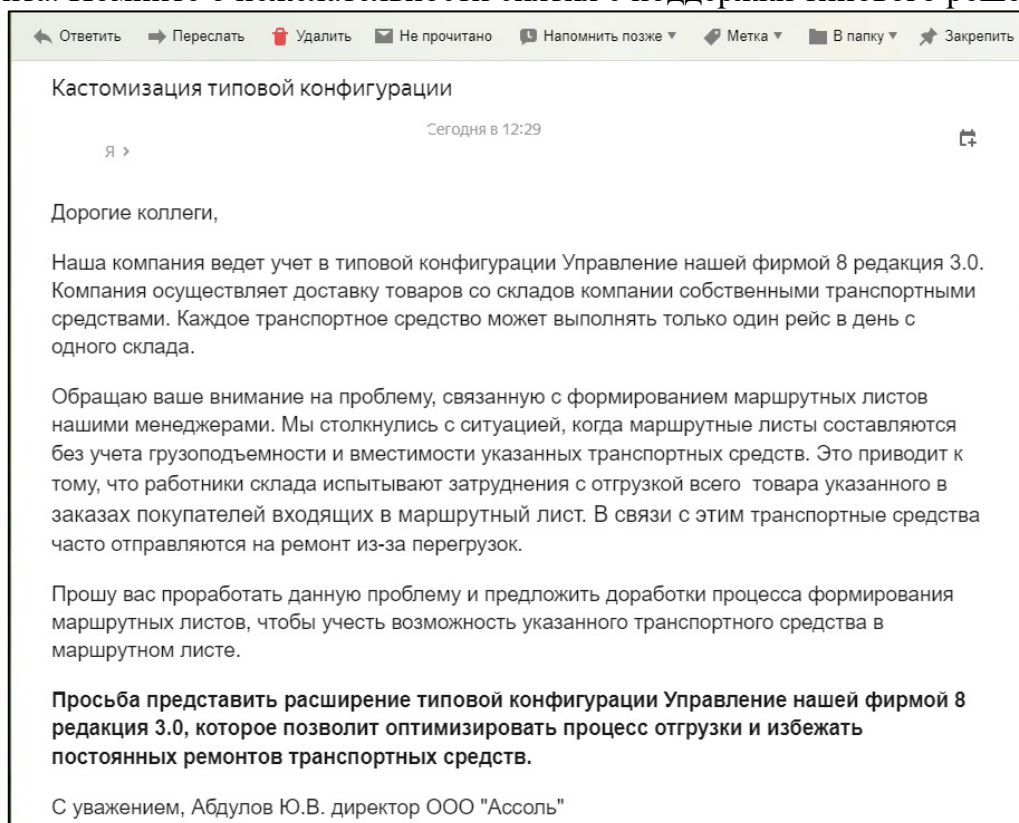 Ответить Переслать Удалить Не прочитано Напомнить позже Метка В папку Закрепить
Кастомизация типовой конфигурации
Сегодня в 12:29
Я >
Дорогие коллеги,
Наша компания ведет учет в типовой конфигурации Управление нашей фирмой 8 редакция 3.0.
Компания осуществляет доставку товаров со складов компании собственными транспортными
средствами. Каждое транспортное средство может выполнять только один рейс в день с
одного склада.
Обращаю ваше внимание на проблему, связанную с формированием маршрутных листов
нашими менеджерами. Мы столкнулись с ситуацией, когда маршрутные листы составляются
без учета грузоподъемности и вместимости указанных транспортных средств. Это приводит к
тому, что работники склада испытывают затруднения с отгрузкой всего товара указанного в
заказах покупателей входящих в маршрутный лист. В связи с этим транспортные средства
часто отправляются на ремонт из-за перегрузок.
Прошу вас проработать данную проблему и предложить доработки процесса формирования
маршрутных листов, чтобы учесть возможность указанного транспортного средства в
маршрутном листе.
Просьба представить расширение типовой конфигурации Управление нашей фирмой 8
редакция 3.0, которое позволит оптимизировать процесс отгрузки и избежать
постоянных ремонтов транспортных средств.
С уважением, Абдулов Ю.В. директор ООО "Ассоль"